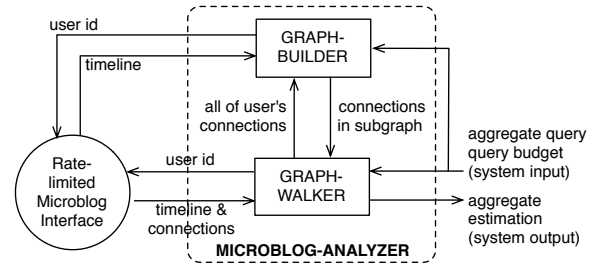 user id
GRAPH-
BUILDER
timeline
all of user's
connections
connections
in subgraph
aggregate query
query budget
(system input)
Rate-
limited
Microblog
Interface
user id
GRAPH-
WALKER
timeline &
connections
aggregate
estimation
(system output)
MICROBLOG-ANALYZER